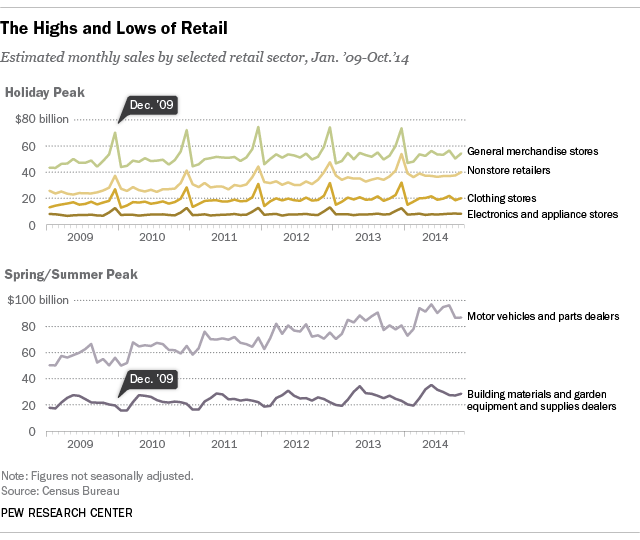 The Highs and Lows of Retail
Estimated monthly sales by selected retail sector, Jan. ’09-Oct.’14
Holiday Peak
Dec. ’09
$80 billion
60
40
20
0
General merchandise stores
Nonstore retailers
Clothing stores
Electronics and appliance stores
2009 2010 2011 2012 2013 2014
Spring/Summer Peak
$100 billion
80
60
40
20
0
Motor vehicles and parts dealers
Dec. ’09
Building materials and garden
equipment and supplies dealers
2009 2010 2011 2012 2013 2014
Note: Figures not seasonally adjusted.
Source: Census Bureau
PEW RESEARCH CENTER